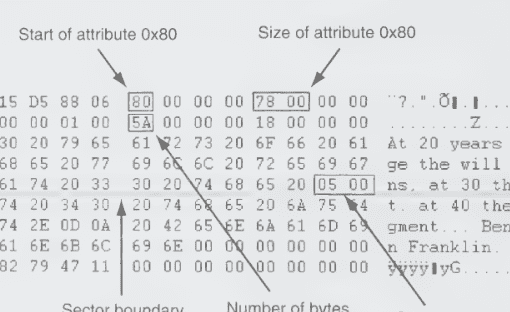 Start of attribute 0x80 Size of attribute 0x80
15 D5 88 06 80 00 00 00 78 00 00 00 ¨?.".Õ▌.▌....
00 00 01 00 5A 00 00 00 18 00 00 00 ........Z....
30 20 79 65 61 72 73 20 6F 66 20 61 At 20 years
68 65 20 77 69 6C 6C 20 72 65 69 67 ge the will
61 74 20 33 30 20 74 68 65 20 05 00 ns, at 30 th
74 20 34 30 20 74 68 65 20 6A 75 64 t. at 40 the
74 2E 0D 0A 20 42 65 6E 6A 61 6D 69 gment... Ben
61 6E 6B 6C 69 6E 00 00 00 00 00 00 n Franklin.
82 79 47 11 00 00 00 00 00 00 00 00 ÿÿÿÿ▌yG.....
Sector boundary Number of bytes